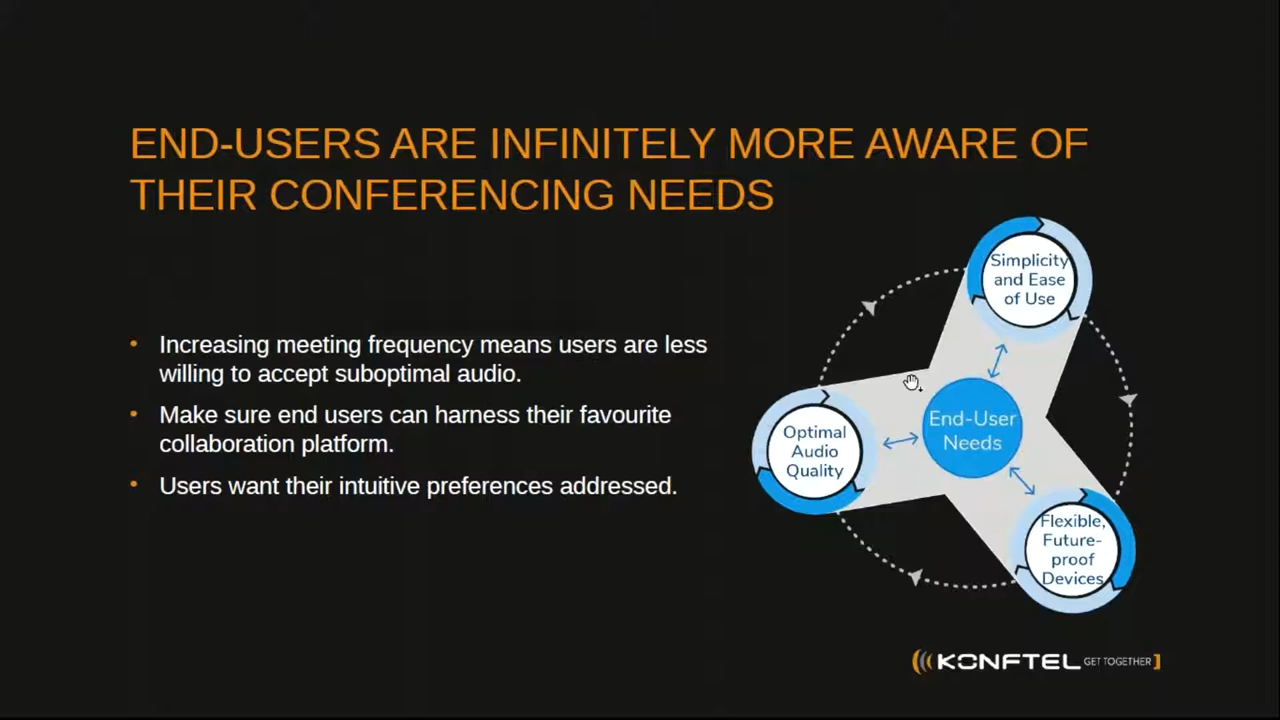 END-USERS ARE INFINITELY MORE AWARE OF
THEIR CONFERENCING NEEDS
• Increasing meeting frequency means users are less
willing to accept suboptimal audio.
• Make sure end users can harness their favourite
collaboration platform.
• Users want their intuitive preferences addressed.
Simplicity
and Ease
of Use
End-User
Needs
Optimal
Audio
Quality
Flexible,
Future-
proof
Devices
KONFTEL GET TOGETHER